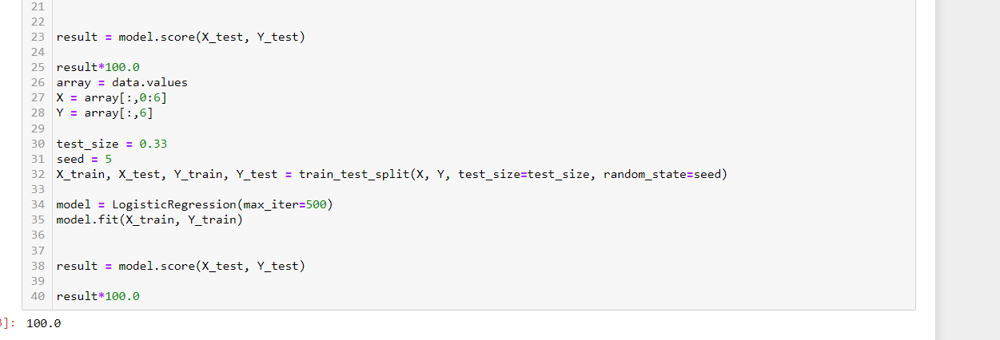 21
22
23 result = model.score(X_test, Y_test)
24
25 result*100.0
26 array = data.values
27 X = array[:,0:6]
28 Y = array[:,6]
29
30 test_size = 0.33
31 seed = 5
32 X_train, X_test, Y_train, Y_test = train_test_split(X, Y, test_size=test_size, random_state=seed)
33
34 model = LogisticRegression(max_iter=500)
35 model.fit(X_train, Y_train)
36
37
38 result = model.score(X_test, Y_test)
39
40 result*100.0
]: 100.0